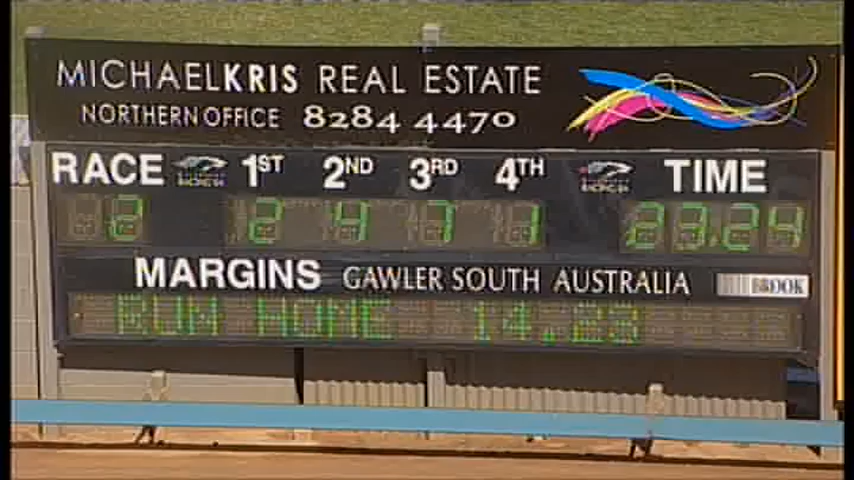 MICHAELKRIS REAL ESTATE
NORTHERN OFFICE 8284 4470
RACE 1ST 2ND 3RD 4TH TIME
2 2 4 7 1 23.24
MARGINS GAWLER SOUTH AUSTRALIA BROOK
RUN HOME 14.23